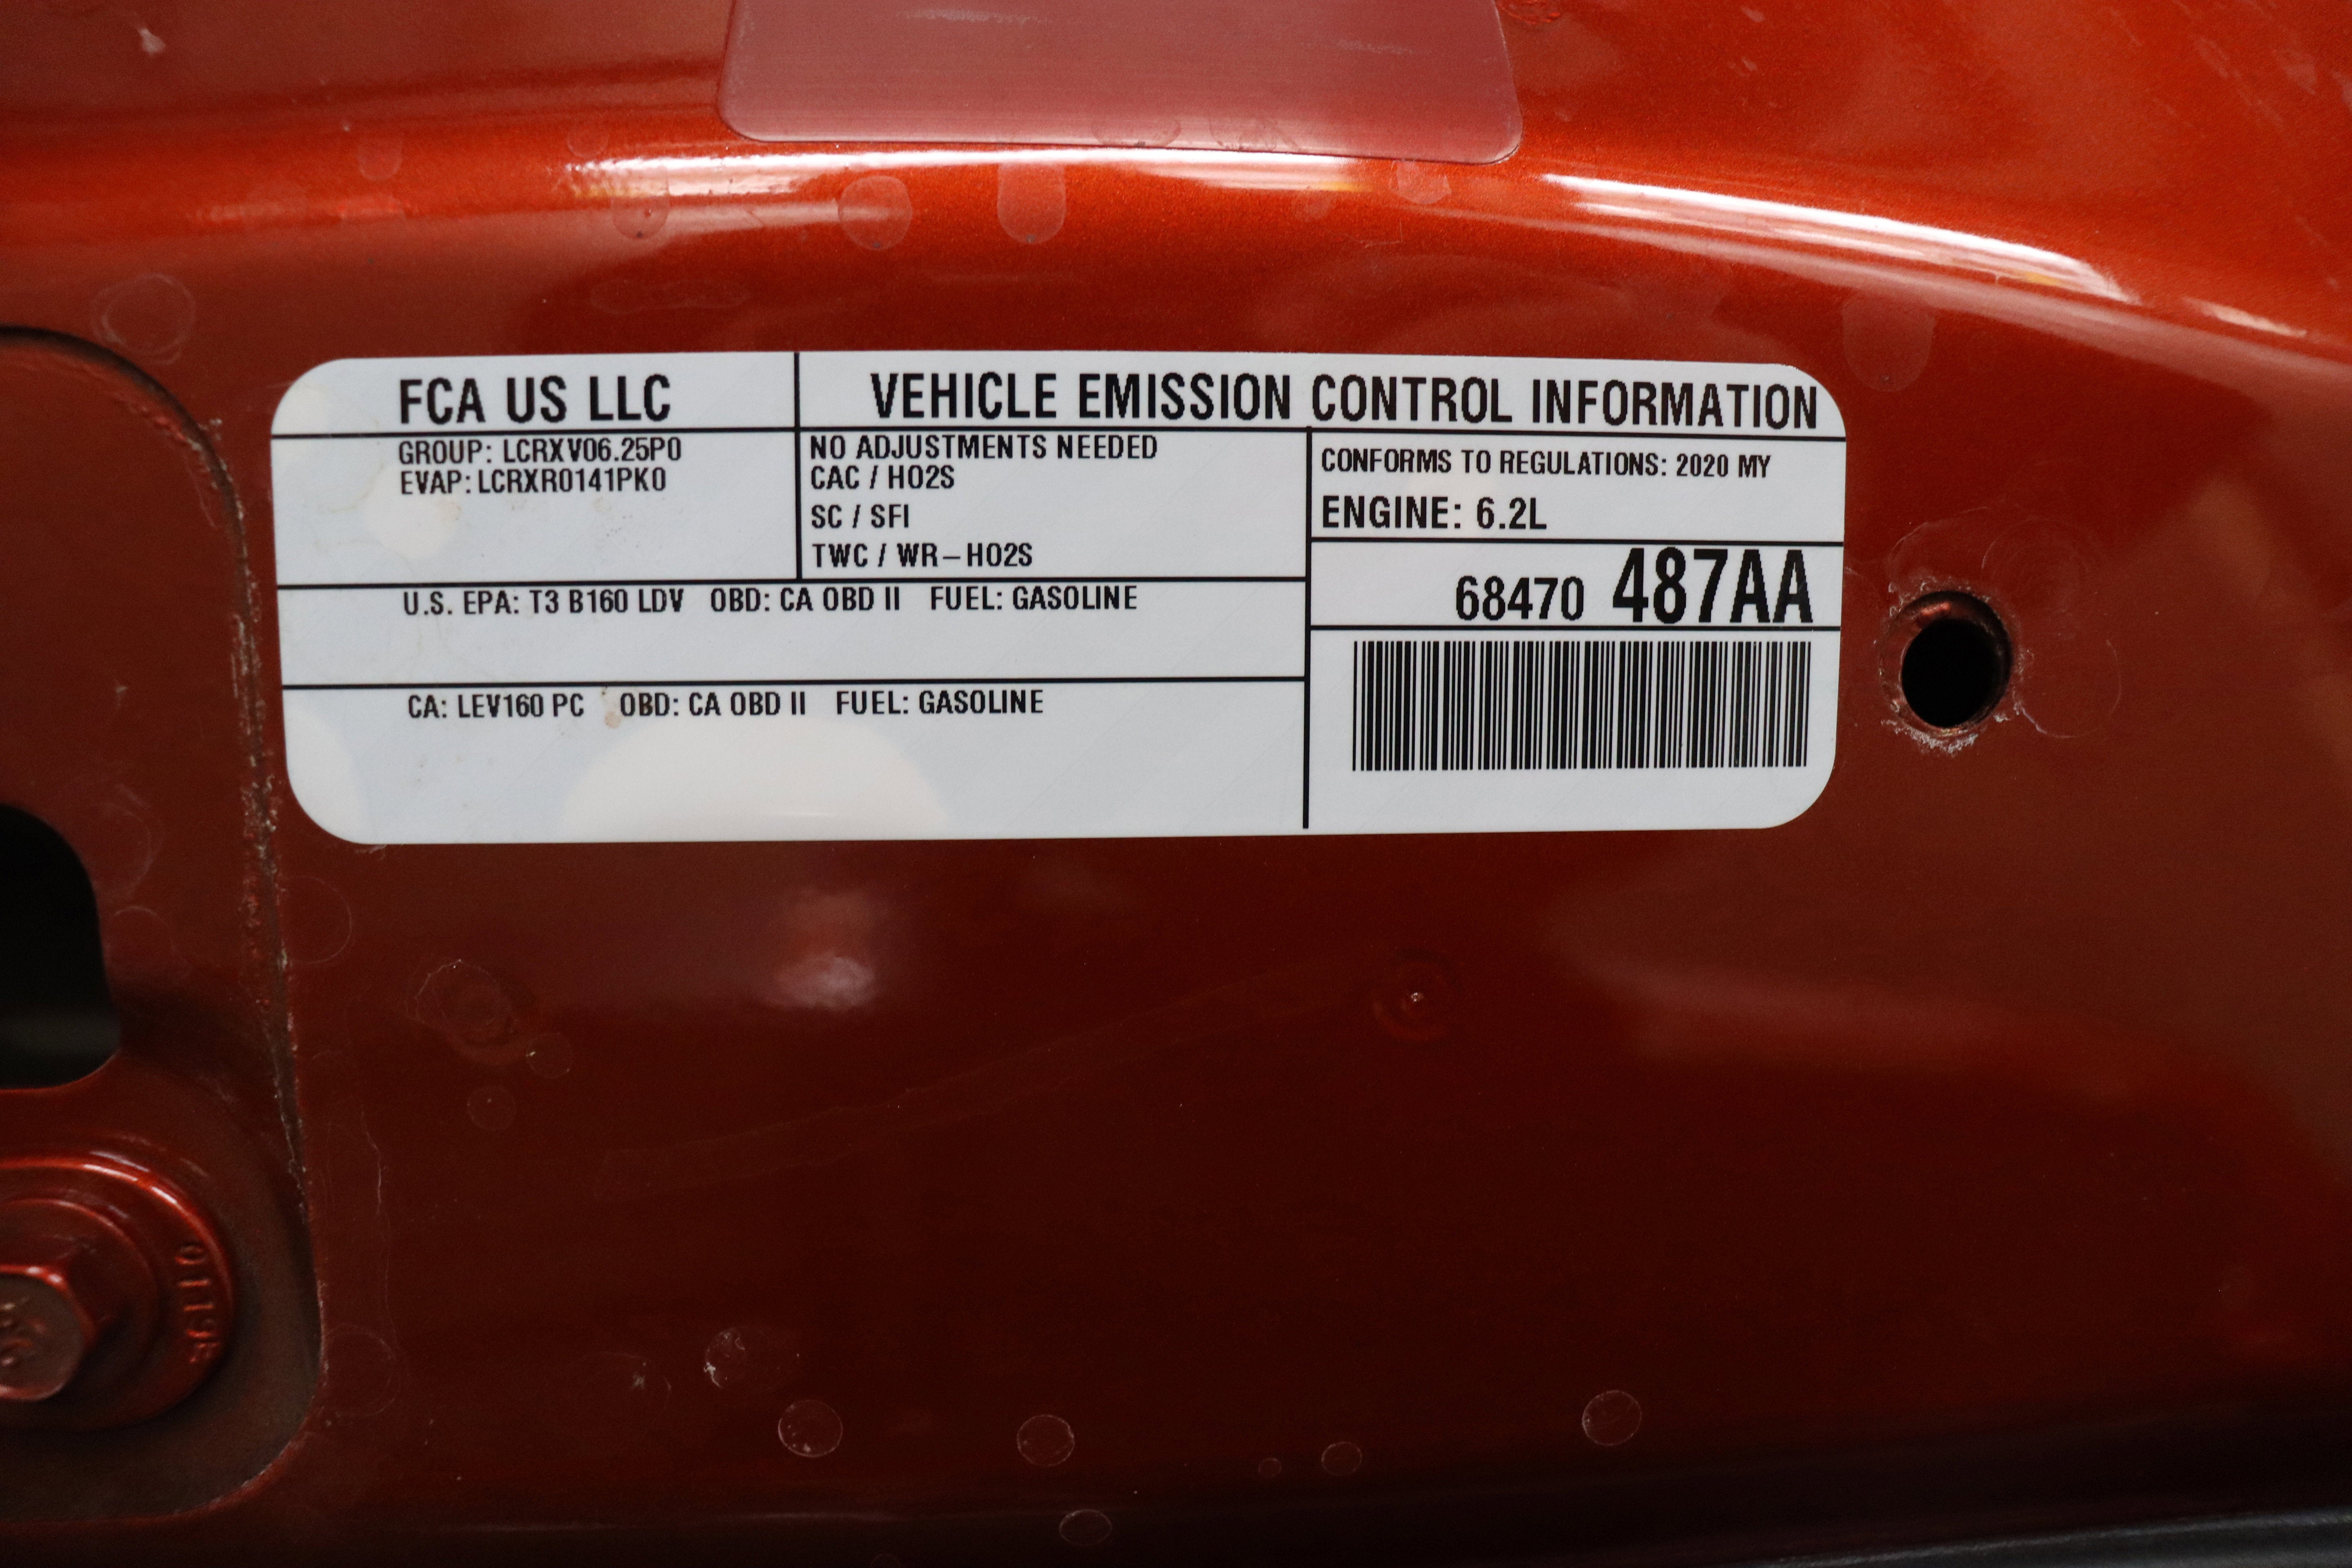 FCA US LLC
VEHICLE EMISSION CONTROL INFORMATION
GROUP: LCRXV06.25P0
EVAP: LCRXR0141PK0
NO ADJUSTMENTS NEEDED
CAC / HO2S
SC / SFI
TWC / WR-HO2S
CONFORMS TO REGULATIONS: 2020 MY
ENGINE: 6.2L
68470 487AA
U.S. EPA: T3 B160 LDV OBD: CA OBD II FUEL: GASOLINE
CA: LEV160 PC OBD: CA OBD II FUEL: GASOLINE